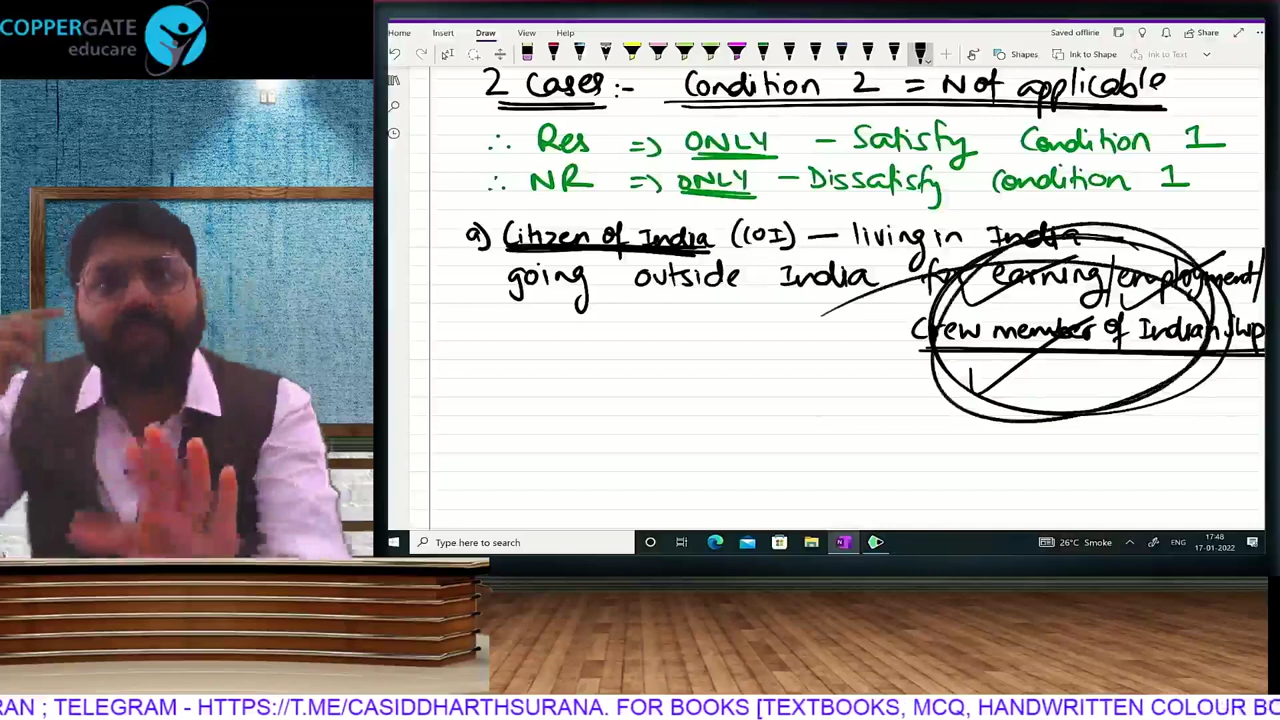 COPPERGATE
educare
Home Insert Draw View Help
Saved offline
Share
Shapes
Ink to Shape
Ink to Text
2 Cases:- Condition 2 = Not applicable
∴ Res => ONLY - Satisfy Condition 1
∴ NR => ONLY - Dissatisfy Condition 1
a) Citizen of India (COI) - living in India
going outside India for earning/employment/
Crew member of Indian ship
Type here to search
26°C Smoke
ENG
17:48
17-01-2022
RAN ; TELEGRAM - HTTPS://T.ME/CASIDDHARTHSURANA. FOR BOOKS [TEXTBOOKS, MCQ, HANDWRITTEN COLOUR BO